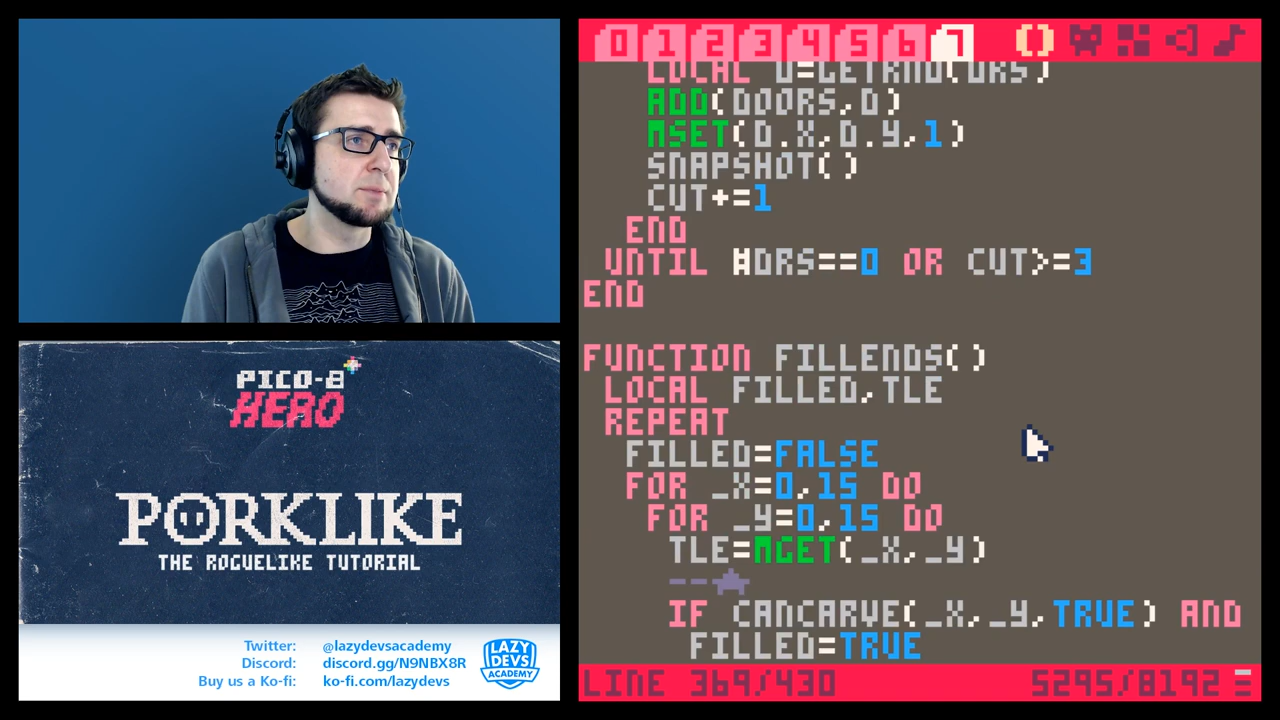 PICO-8
HERO
PORKLIKE
THE ROGUELIKE TUTORIAL
Twitter: @lazydevsacademy
Discord: discord.gg/N9NBX8R
Buy us a Ko-fi: ko-fi.com/lazydevs
LAZY
DEVS
ACADEMY
0 1 2 3 4 5 6 7 ()
LOCAL D=GETRND(DRS)
ADD(DOORS,D)
MSET(D.X,D.Y,1)
SNAPSHOT()
CUT+=1
END
UNTIL #DRS==0 OR CUT>=3
END
FUNCTION FILLENDS()
LOCAL FILLED,TLE
REPEAT
FILLED=FALSE
FOR _X=0,15 DO
FOR _Y=0,15 DO
TLE=MGET(_X,_Y)
--
IF CANCARVE(_X,_Y,TRUE) AND
FILLED=TRUE
LINE 369/430 5295/8192